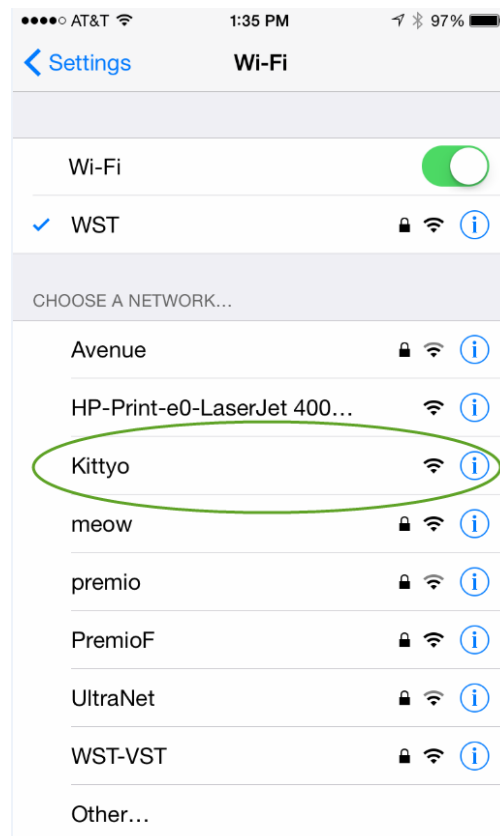 AT&T 1:35 PM 97%
Settings Wi-Fi
Wi-Fi
WST
CHOOSE A NETWORK...
Avenue
HP-Print-e0-LaserJet 400...
Kittyo
meow
premio
PremioF
UltraNet
WST-VST
Other...